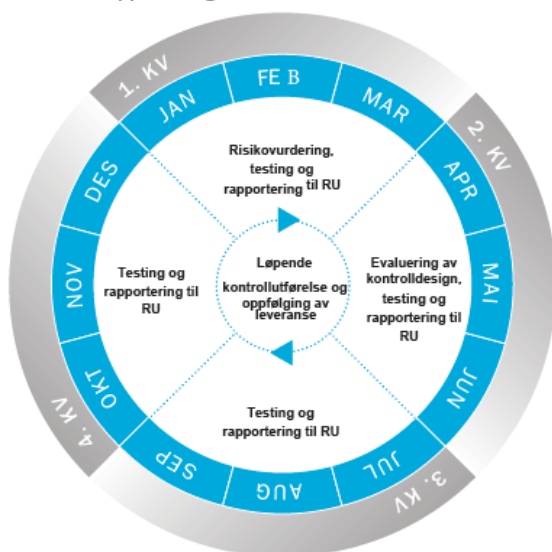 1. KV
JAN
FE B
MAR
2. KV
APR
MAI
JUN
3. KV
JUL
AUG
SEP
4. KV
OKT
NOV
DES
Risikovurdering,
testing og
rapportering til RU
Evaluering av
kontrolldesign,
testing og
rapportering til
RU
Testing og
rapportering til RU
Testing og
rapportering til
RU
Løpende
kontrollutførelse og
oppfølging av
leveranse